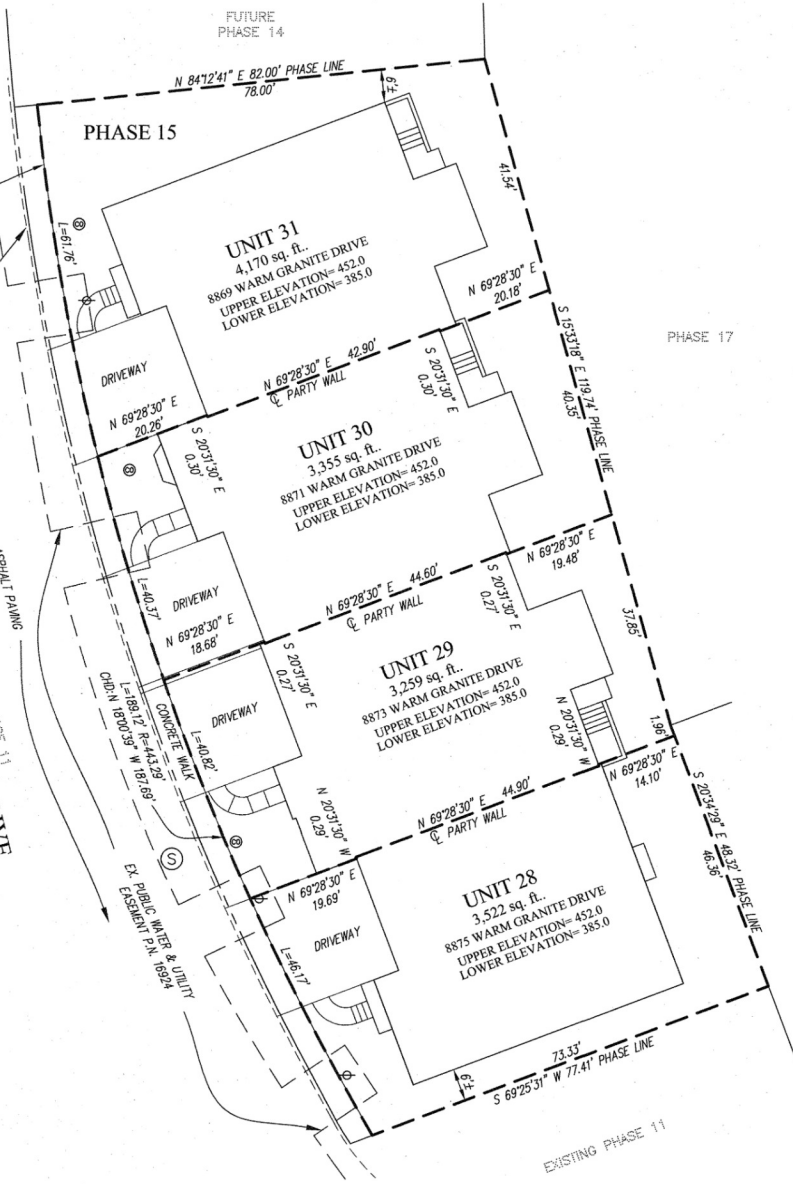 FUTURE
PHASE 14
N 84°12'41" E 82.00' PHASE LINE
78.00'
6'±
PHASE 15
41.54'
L=61.76'
UNIT 31
4,170 sq. ft..
8869 WARM GRANITE DRIVE
UPPER ELEVATION= 452.0
LOWER ELEVATION= 385.0
N 69°28'30" E
20.18'
S 15°33'18" E 119.74' PHASE LINE
40.35'
PHASE 17
DRIVEWAY
N 69°28'30" E
20.26'
N 69°28'30" E 42.90'
℄ PARTY WALL
S 20°31'30" E
0.30'
S 20°31'30" E
0.30'
UNIT 30
3,355 sq. ft..
8871 WARM GRANITE DRIVE
UPPER ELEVATION= 452.0
LOWER ELEVATION= 385.0
N 69°28'30" E
19.48'
ASPHALT PAVING
L=40.37'
DRIVEWAY
N 69°28'30" E
18.68'
N 69°28'30" E 44.60'
℄ PARTY WALL
S 20°31'30" E
0.27'
S 20°31'30" E
0.27'
37.85'
UNIT 29
3,259 sq. ft..
8873 WARM GRANITE DRIVE
UPPER ELEVATION= 452.0
LOWER ELEVATION= 385.0
L=189.12' R=443.29'
CHD:N 18°00'39" W 187.69'
CONCRETE WALK
L=40.82'
DRIVEWAY
N 20°31'30" W
0.29'
1.96'
N 69°28'30" E
14.10'
N 20°31'30" W
0.29'
N 69°28'30" E 44.90'
℄ PARTY WALL
S 20°34'29" E 48.32' PHASE LINE
46.36'
S
N 69°28'30" E
19.69'
UNIT 28
3,522 sq. ft..
8875 WARM GRANITE DRIVE
UPPER ELEVATION= 452.0
LOWER ELEVATION= 385.0
EX. PUBLIC WATER & UTILITY
EASEMENT P.N. 16924
L=46.17'
DRIVEWAY
73.33'
S 69°25'31" W 77.41' PHASE LINE
6'±
EXISTING PHASE 11